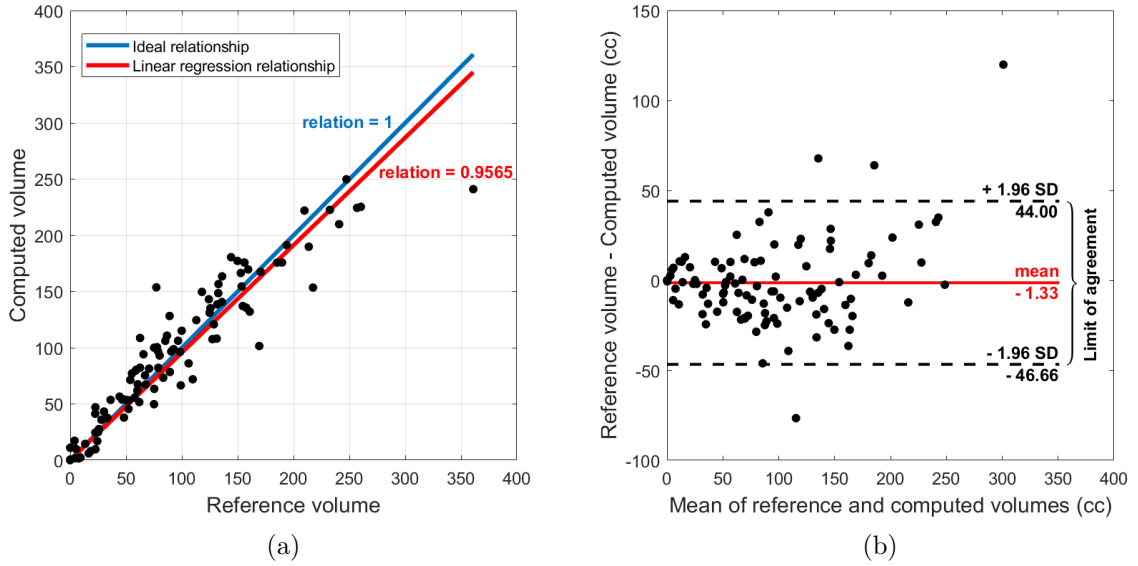 Computed volume
400
350
300
250
200
150
100
50
0
Ideal relationship
Linear regression relationship
relation = 1
relation = 0.9565
0 50 100 150 200 250 300 350 400
Reference volume
(a)
Reference volume - Computed volume (cc)
150
100
50
0
-50
-100
+ 1.96 SD
44.00
mean
- 1.33
- 1.96 SD
- 46.66
Limit of agreement
0 50 100 150 200 250 300 350 400
Mean of reference and computed volumes (cc)
(b)